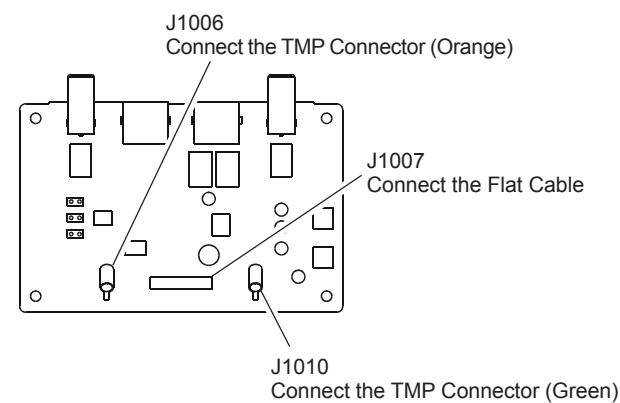 J1006
Connect the TMP Connector (Orange)
J1007
Connect the Flat Cable
J1010
Connect the TMP Connector (Green)